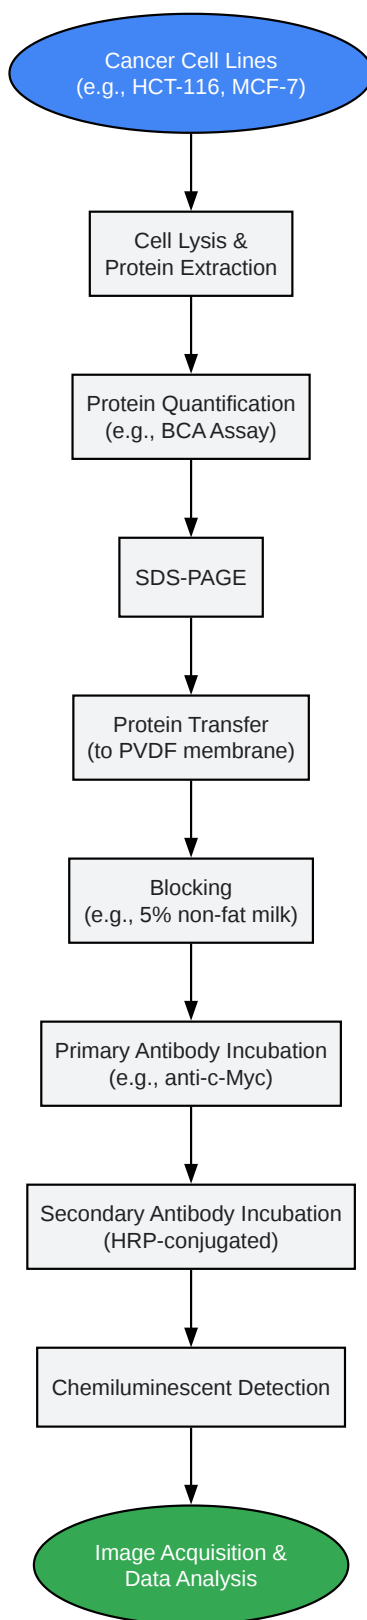 Cancer Cell Lines
(e.g., HCT-116, MCF-7)
Cell Lysis &
Protein Extraction
Protein Quantification
(e.g., BCA Assay)
SDS-PAGE
Protein Transfer
(to PVDF membrane)
Blocking
(e.g., 5% non-fat milk)
Primary Antibody Incubation
(e.g., anti-c-Myc)
Secondary Antibody Incubation
(HRP-conjugated)
Chemiluminescent Detection
Image Acquisition &
Data Analysis